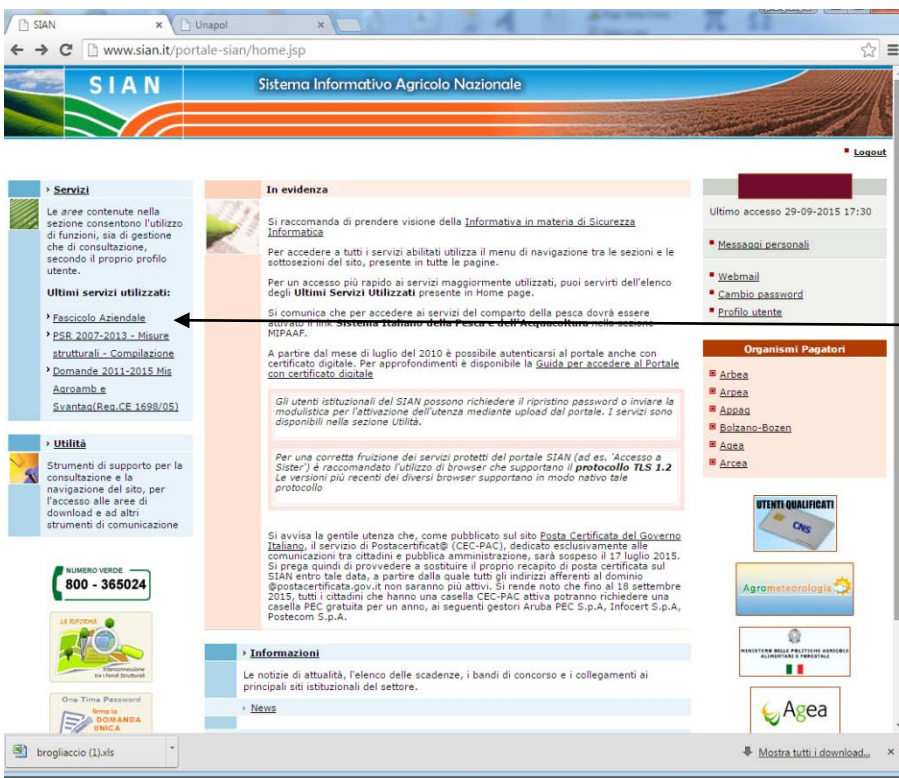 SIAN
Unapol
www.sian.it/portale-sian/home.jsp
SIAN
Sistema Informativo Agricolo Nazionale
Logout
Servizi
Le aree contenute nella
sezione consentono l'utilizzo
di funzioni, sia di gestione
che di consultazione,
secondo il proprio profilo
utente.
Ultimi servizi utilizzati:
Fascicolo Aziendale
PSR 2007-2013 - Misure
strutturali - Compilazione
Domande 2011-2015 Mis
Agroamb e
Svantag(Reg.CE 1698/05)
Utilità
Strumenti di supporto per la
consultazione e la
navigazione del sito, per
l'accesso alle aree di
download e ad altri
strumenti di comunicazione
NUMERO VERDE
800 - 365024
LA RIFORMA
Interconnessione
tra i Fondi Strutturali
One Time Password
firma la
DOMANDA
UNICA
In evidenza
Si raccomanda di prendere visione della Informativa in materia di Sicurezza
Informatica
Per accedere a tutti i servizi abilitati utilizza il menu di navigazione tra le sezioni e le
sottosezioni del sito, presente in tutte le pagine.
Per un accesso più rapido ai servizi maggiormente utilizzati, puoi servirti dell'elenco
degli Ultimi Servizi Utilizzati presente in Home page.
Si comunica che per accedere ai servizi del comparto della pesca dovrà essere
attivato il link Sistema Italiano della Pesca e dell'Acquacoltura nella sezione
MIPAAF.
A partire dal mese di luglio del 2010 è possibile autenticarsi al portale anche con
certificato digitale. Per approfondimenti è disponibile la Guida per accedere al Portale
con certificato digitale
Gli utenti istituzionali del SIAN possono richiedere il ripristino password o inviare la
modulistica per l'attivazione dell'utenza mediante upload dal portale. I servizi sono
disponibili nella sezione Utilità.
Per una corretta fruizione dei servizi protetti del portale SIAN (ad es. 'Accesso a
Sister') è raccomandato l'utilizzo di browser che supportano il protocollo TLS 1.2
Le versioni più recenti dei diversi browser supportano in modo nativo tale
protocollo
Si avvisa la gentile utenza che, come pubblicato sul sito Posta Certificata del Governo
Italiano, il servizio di Postacertificat@ (CEC-PAC), dedicato esclusivamente alle
comunicazioni tra cittadini e pubblica amministrazione, sarà sospeso il 17 luglio 2015.
Si prega quindi di provvedere a sostituire il proprio recapito di posta certificata sul
SIAN entro tale data, a partire dalla quale tutti gli indirizzi afferenti al dominio
@postacertificata.gov.it non saranno più attivi. Si rende noto che fino al 18 settembre
2015, tutti i cittadini che hanno una casella CEC-PAC attiva potranno richiedere una
casella PEC gratuita per un anno, ai seguenti gestori Aruba PEC S.p.A, Infocert S.p.A,
Postecom S.p.A.
Informazioni
Le notizie di attualità, l'elenco delle scadenze, i bandi di concorso e i collegamenti ai
principali siti istituzionali del settore.
News
Ultimo accesso 29-09-2015 17:30
Messaggi personali
Webmail
Cambio password
Profilo utente
Organismi Pagatori
Arbea
Arpea
Appag
Bolzano-Bozen
Agea
Arcea
UTENTI QUALIFICATI
CNS
Agrometeorologia
MINISTERO DELLE POLITICHE AGRICOLE
ALIMENTARI E FORESTALI
Agea
brogliaccio (1).xls
Mostra tutti i download...